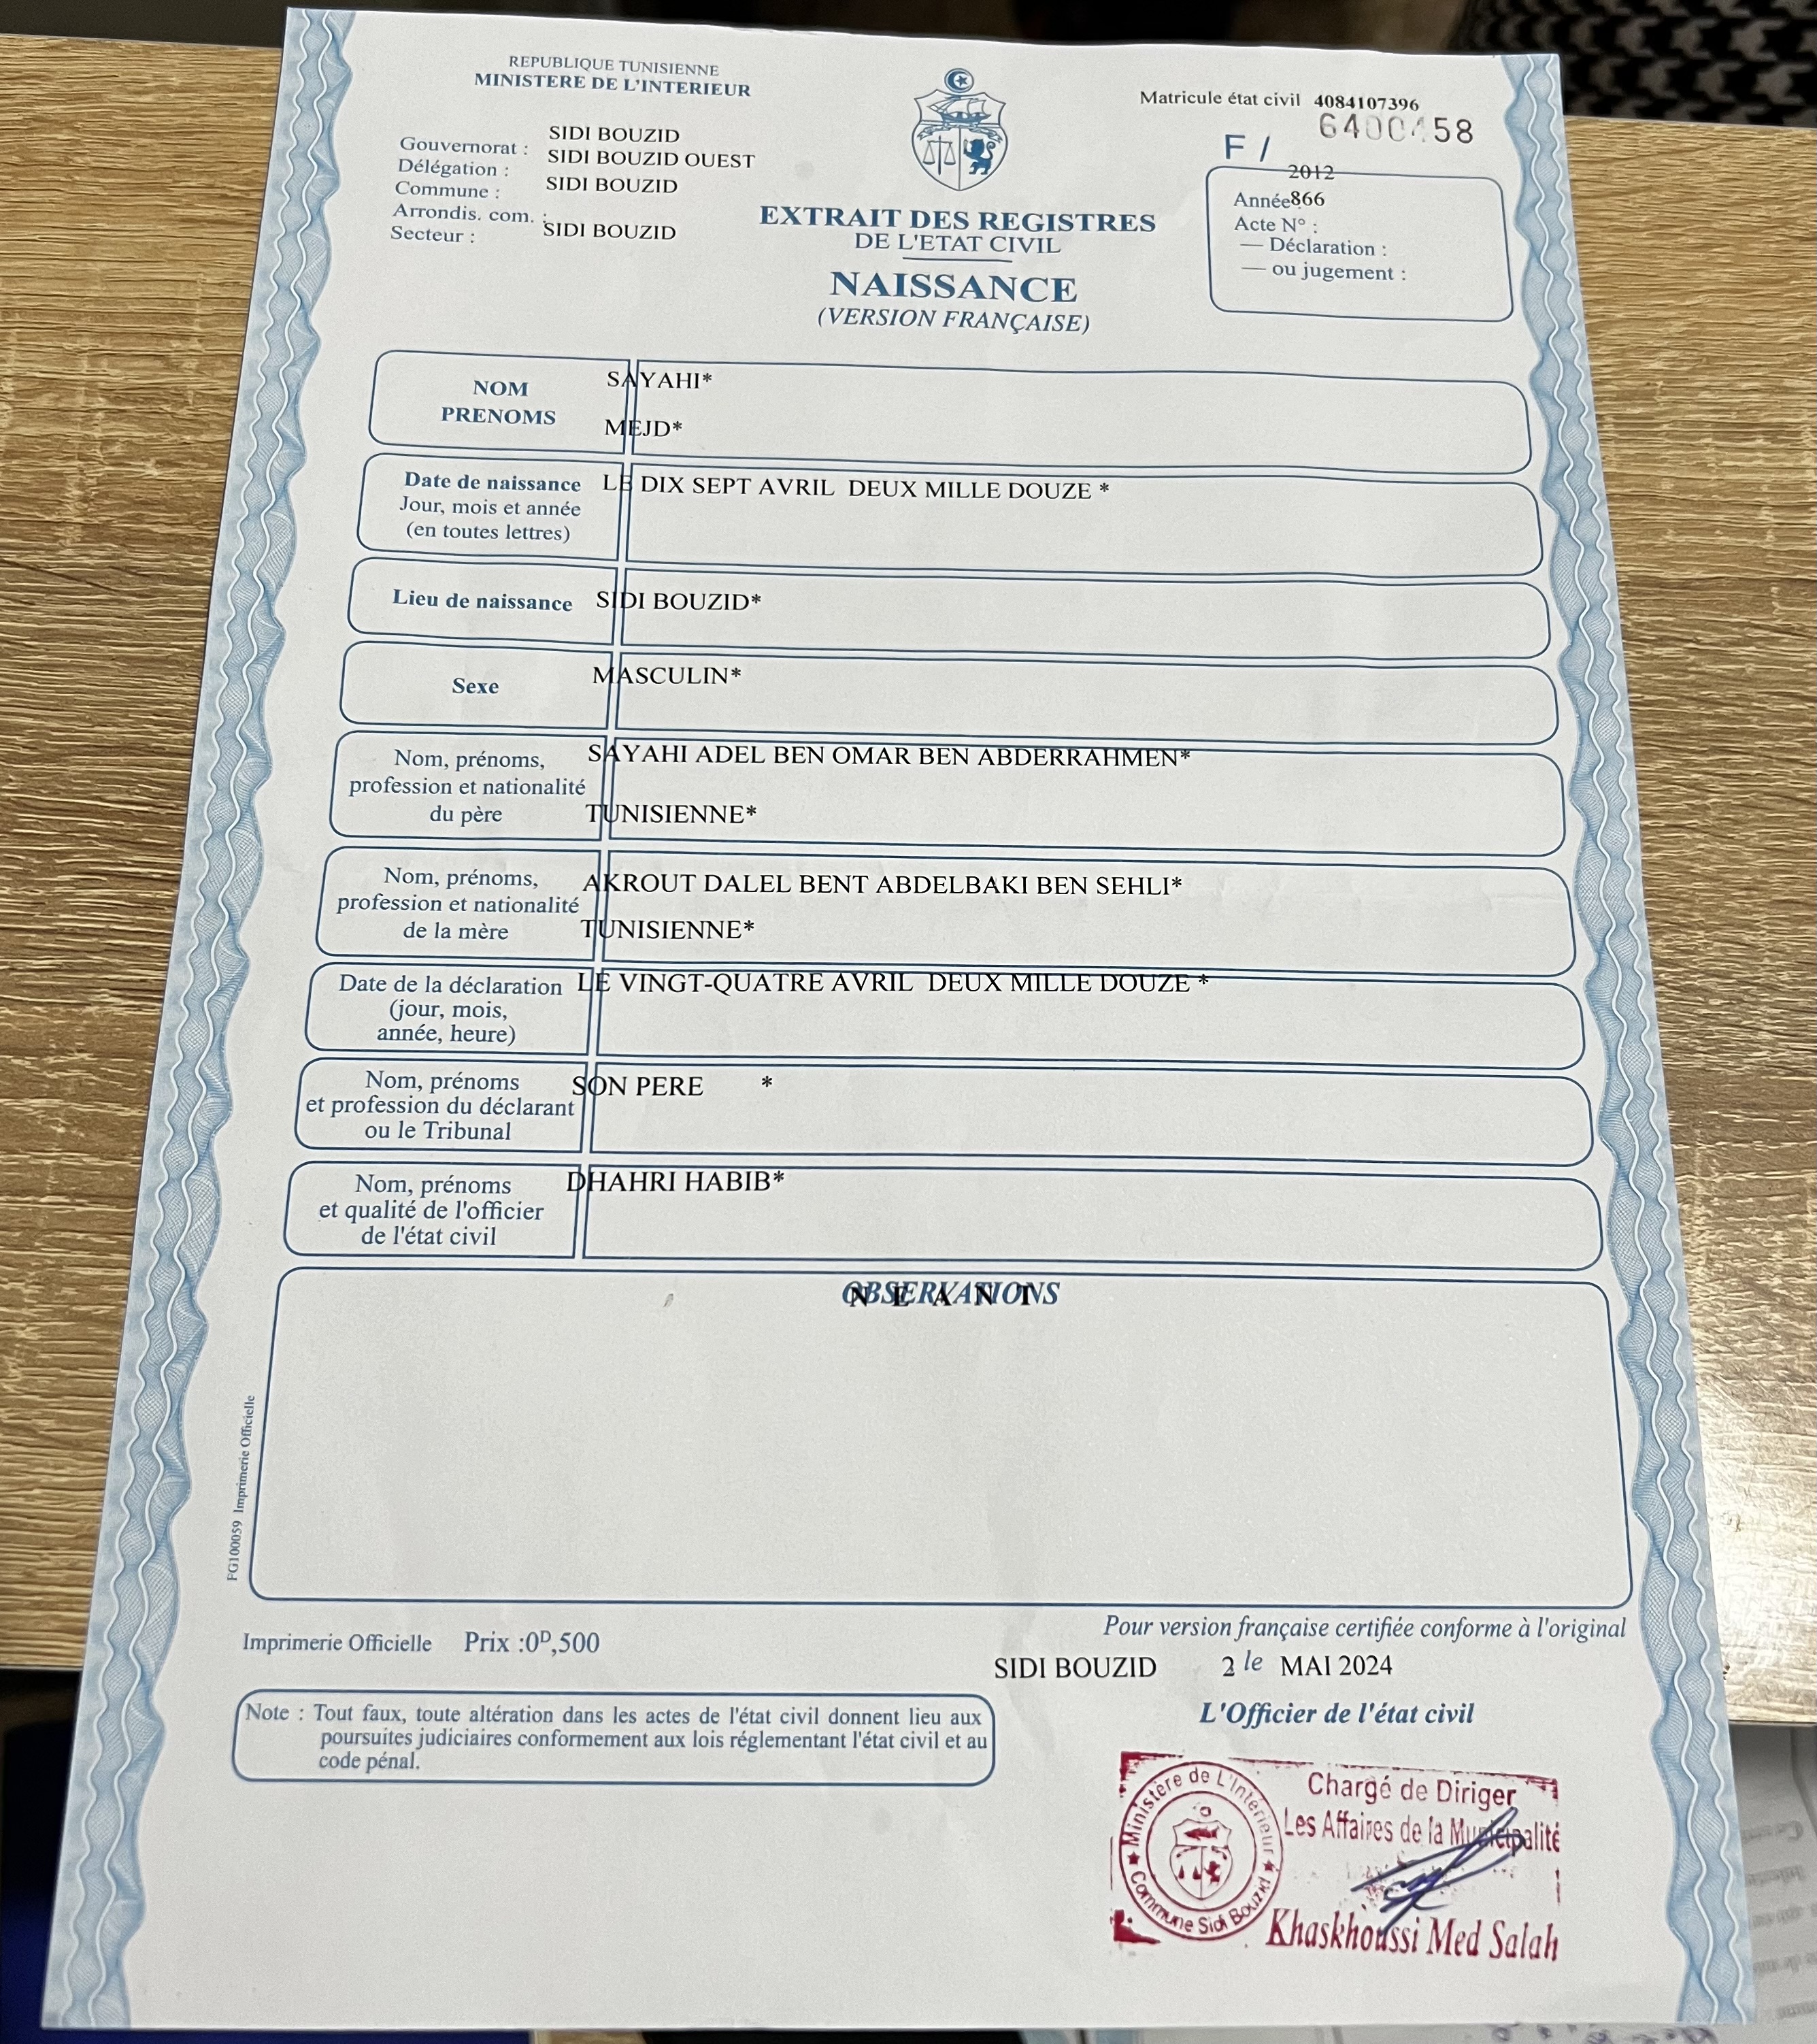 REPUBLIQUE TUNISIENNE
MINISTERE DE L'INTERIEUR
Gouvernorat : SIDI BOUZID
Délégation : SIDI BOUZID OUEST
Commune : SIDI BOUZID
Arrondis. com. :
Secteur : SIDI BOUZID
EXTRAIT DES REGISTRES
DE L'ETAT CIVIL
NAISSANCE
(VERSION FRANÇAISE)
Matricule état civil 4084107396
F /
2012
Année 866
Acte N° :
— Déclaration :
— ou jugement :
NOM SAYAHI*
PRENOMS MEJD*
Date de naissance LE DIX SEPT AVRIL DEUX MILLE DOUZE *
Jour, mois et année
(en toutes lettres)
Lieu de naissance SIDI BOUZID*
Sexe MASCULIN*
Nom, prénoms, SAYAHI ADEL BEN OMAR BEN ABDERRAHMEN*
profession et nationalité
du père TUNISIENNE*
Nom, prénoms, AKROUT DALEL BENT ABDELBAKI BEN SEHLI*
profession et nationalité
de la mère TUNISIENNE*
Date de la déclaration LE VINGT-QUATRE AVRIL DEUX MILLE DOUZE *
(jour, mois,
année, heure)
Nom, prénoms SON PERE *
et profession du déclarant
ou le Tribunal
Nom, prénoms DHAHRI HABIB*
et qualité de l'officier
de l'état civil
OBSERVATIONS
N E A N T
FG100059 Imprimerie Officielle
Imprimerie Officielle Prix :0D,500
Pour version française certifiée conforme à l'original
SIDI BOUZID 2 le MAI 2024
L'Officier de l'état civil
Note : Tout faux, toute altération dans les actes de l'état civil donnent lieu aux
poursuites judiciaires conformement aux lois réglementant l'état civil et au
code pénal.
Ministère de L'Intérieur
Commune Sidi Bouzid
Chargé de Diriger
Les Affaires de la Municipalité
Khaskhoussi Med Salah